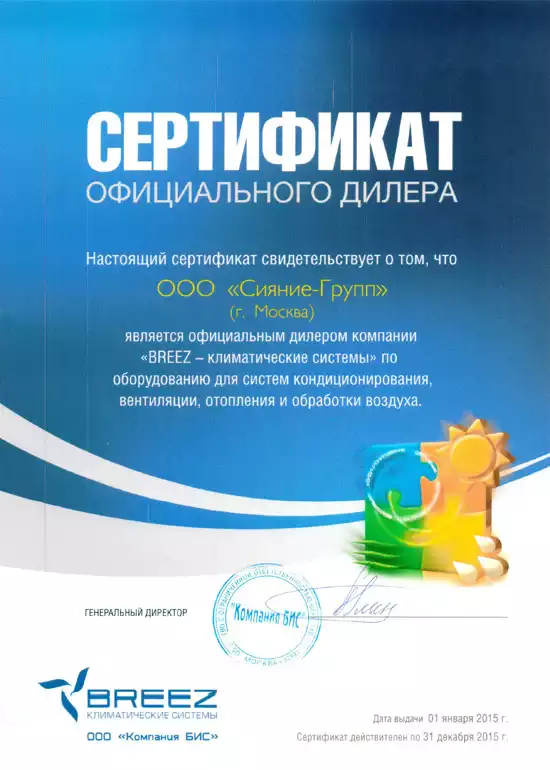 СЕРТИФИКАТ
ОФИЦИАЛЬНОГО ДИЛЕРА
Настоящий сертификат свидетельствует о том, что
ООО «Сияние-Групп»
(г. Москва)
является официальным дилером компании
«BREEZ – климатические системы» по
оборудованию для систем кондиционирования,
вентиляции, отопления и обработки воздуха.
ГЕНЕРАЛЬНЫЙ ДИРЕКТОР
"Компания БИС"
BREEZ
КЛИМАТИЧЕСКИЕ СИСТЕМЫ
ООО «Компания БИС»
Дата выдачи 01 января 2015 г.
Сертификат действителен по 31 декабря 2015 г.